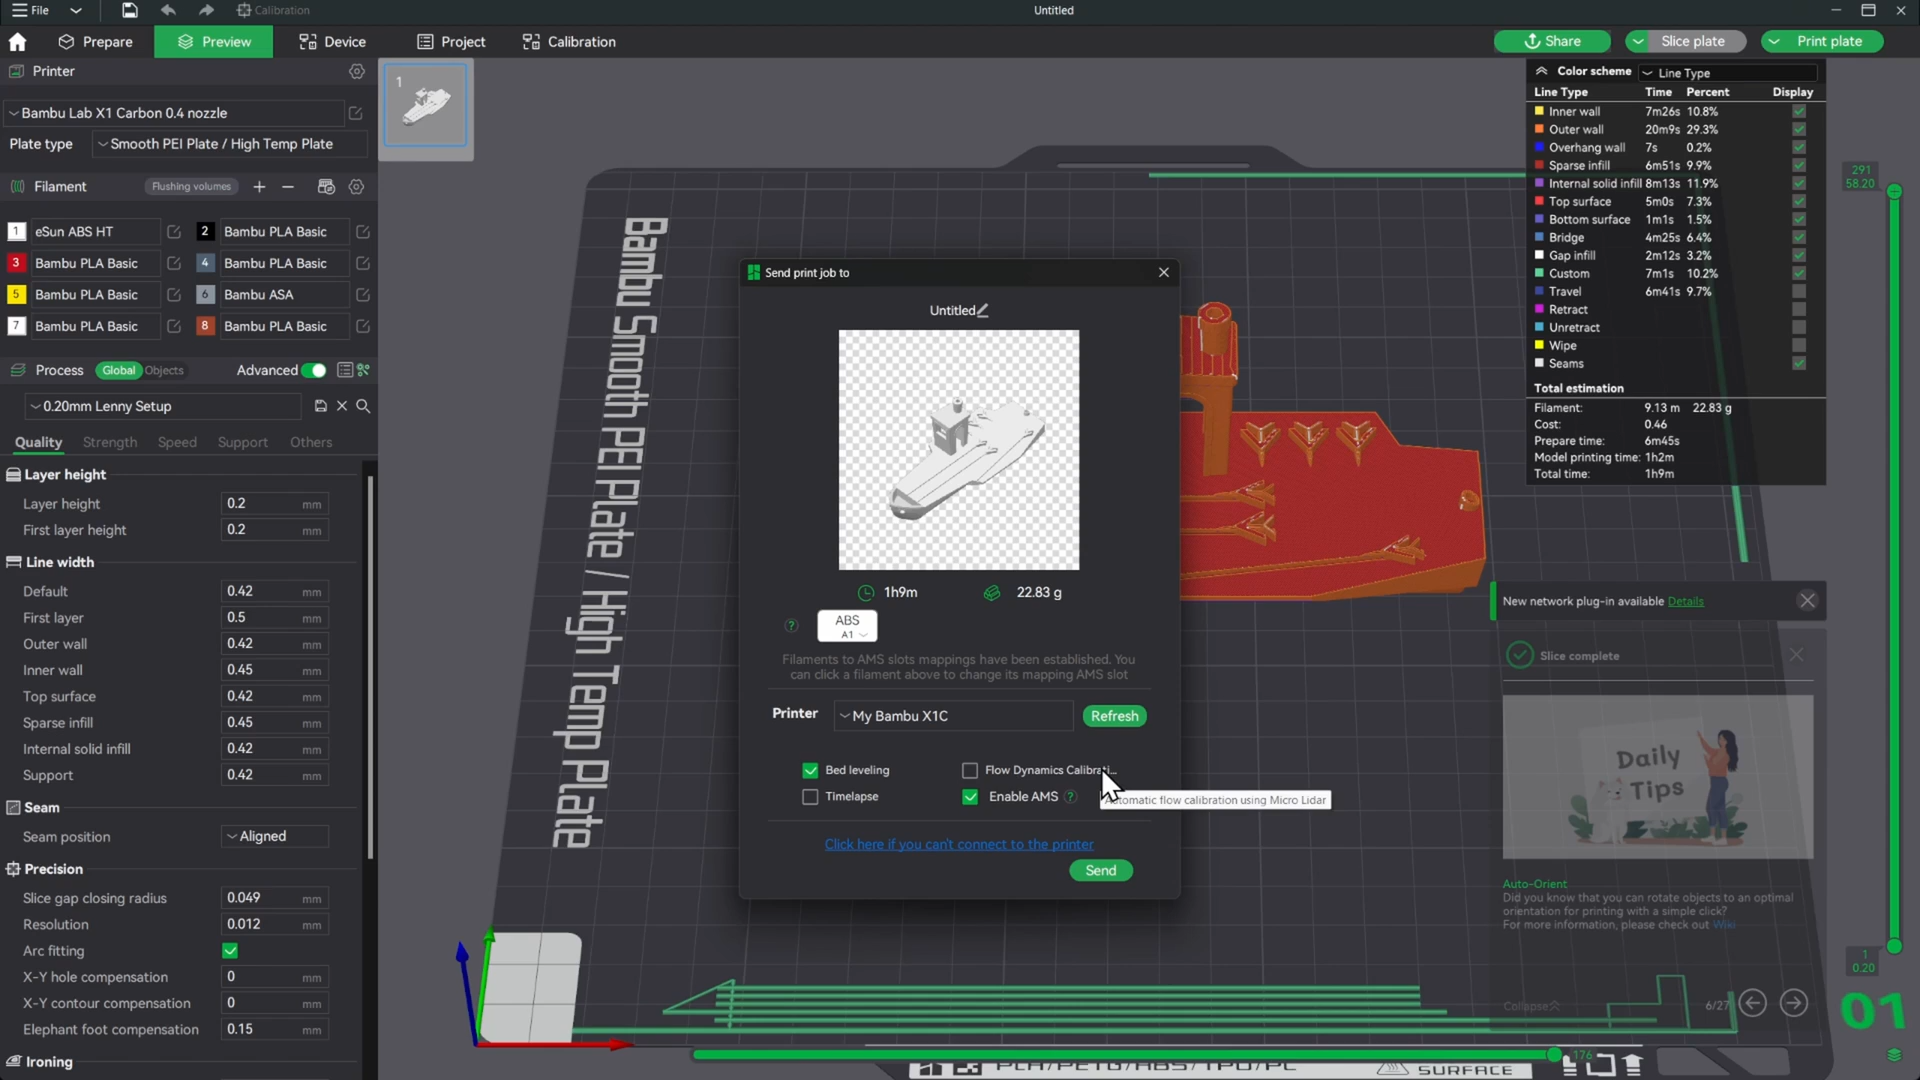 File
Calibration
Untitled
Prepare
Preview
Device
Project
Calibration
Share
Slice plate
Print plate
Printer
Bambu Lab X1 Carbon 0.4 nozzle
Plate type
Smooth PEI Plate / High Temp Plate
Filament
Flushing volumes
1 eSun ABS HT
2 Bambu PLA Basic
3 Bambu PLA Basic
4 Bambu PLA Basic
5 Bambu PLA Basic
6 Bambu ASA
7 Bambu PLA Basic
8 Bambu PLA Basic
Process
Global
Objects
Advanced
0.20mm Lenny Setup
Quality
Strength
Speed
Support
Others
Layer height
Layer height 0.2 mm
First layer height 0.2 mm
Line width
Default 0.42 mm
First layer 0.5 mm
Outer wall 0.42 mm
Inner wall 0.45 mm
Top surface 0.42 mm
Sparse infill 0.45 mm
Internal solid infill 0.42 mm
Support 0.42 mm
Seam
Seam position Aligned
Precision
Slice gap closing radius 0.049 mm
Resolution 0.012 mm
Arc fitting
X-Y hole compensation 0 mm
X-Y contour compensation 0 mm
Elephant foot compensation 0.15 mm
Ironing
1
Bambu Smooth PEI Plate / High Temp Plate
Send print job to
Untitled
1h9m
22.83 g
ABS
A1
Filaments to AMS slots mappings have been established. You
can click a filament above to change its mapping AMS slot
Printer
My Bambu X1C
Refresh
Bed leveling
Flow Dynamics Calibrati...
Timelapse
Enable AMS
Automatic flow calibration using Micro Lidar
Click here if you can't connect to the printer
Send
Color scheme
Line Type
Line Type Time Percent Display
Inner wall 7m26s 10.8%
Outer wall 20m9s 29.3%
Overhang wall 7s 0.2%
Sparse infill 6m51s 9.9%
Internal solid infill 8m13s 11.9%
Top surface 5m0s 7.3%
Bottom surface 1m1s 1.5%
Bridge 4m25s 6.4%
Gap infill 2m12s 3.2%
Custom 7m1s 10.2%
Travel 6m41s 9.7%
Retract
Unretract
Wipe
Seams
Total estimation
Filament: 9.13 m 22.83 g
Cost: 0.46
Prepare time: 6m45s
Model printing time: 1h2m
Total time: 1h9m
291
58.20
New network plug-in available Details
Slice complete
Daily
Tips
Auto-Orient
Did you know that you can rotate objects to an optimal
orientation for printing with a simple click?
For more information, please check out Wiki
Collapse
6/27
1
0.20
01
176
PLA/PETG/ABS/TPU/PC
SURFACE